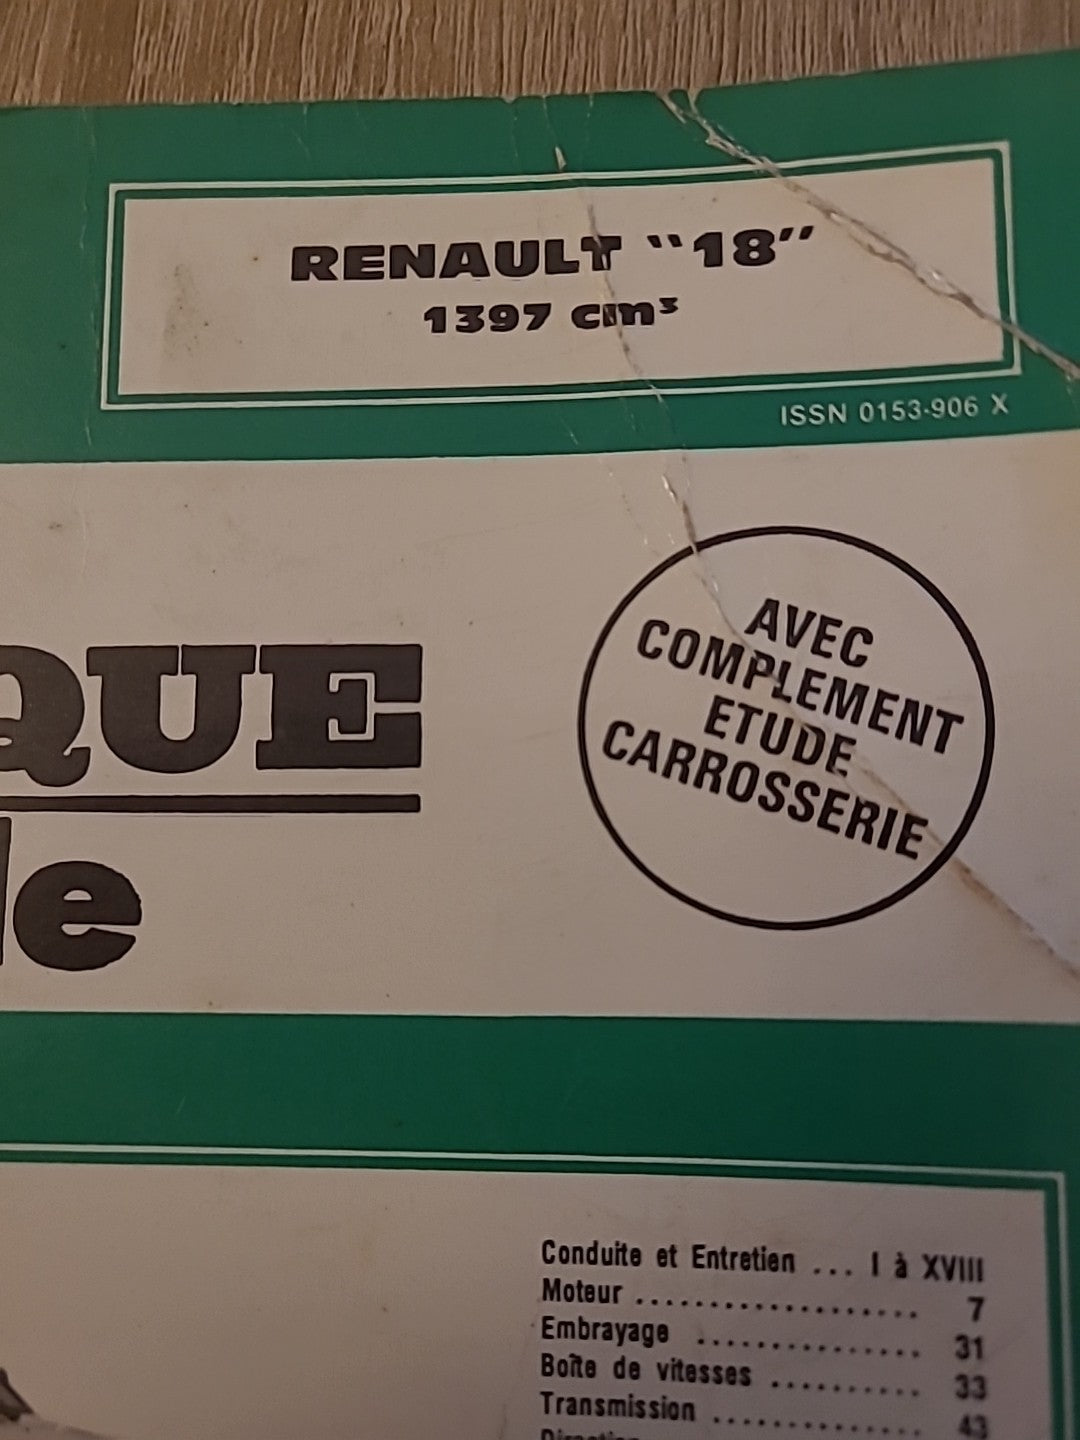 RENAULT "18"
1397 cm³
ISSN 0153-906 X
QUE
le
AVEC
COMPLEMENT
ETUDE
CARROSSERIE
Conduite et Entretien ... I à XVIII
Moteur ................... 7
Embrayage ............... 31
Boîte de vitesses .......... 33
Transmission .............. 43